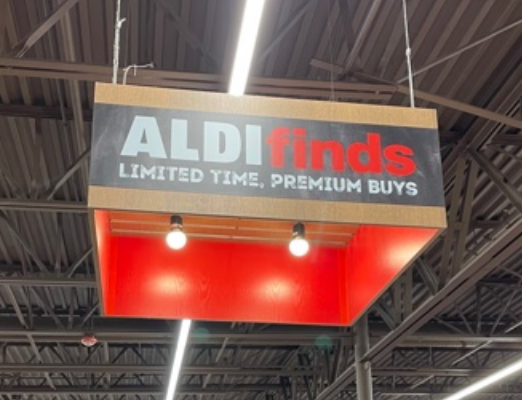 ALDIfinds
LIMITED TIME, PREMIUM BUYS